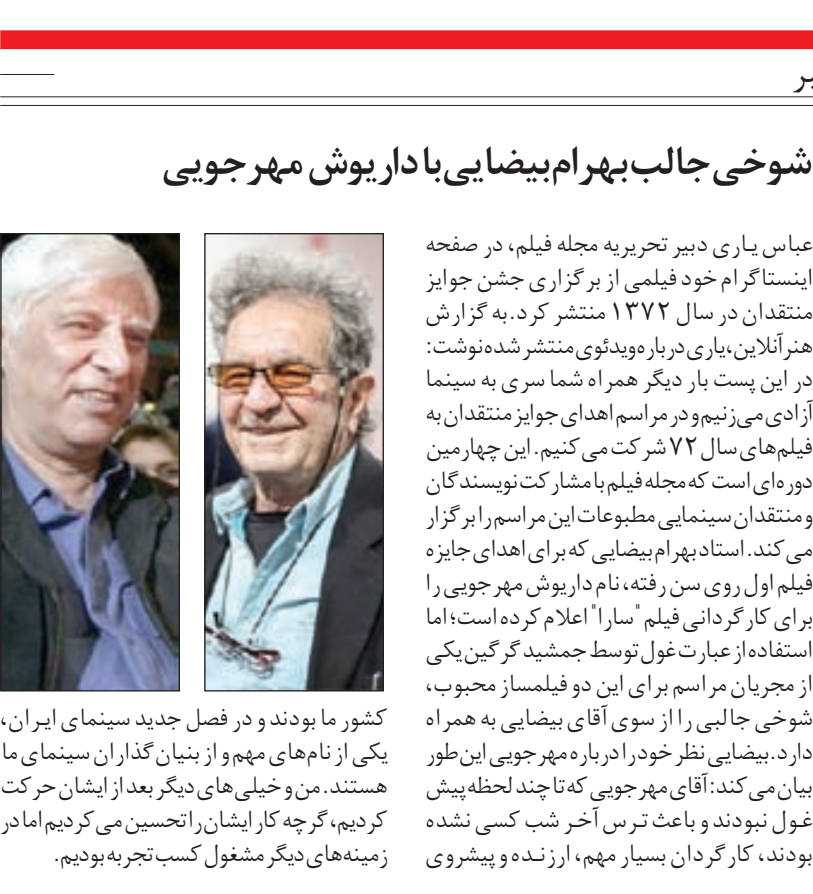 بر
شوخی جالب بهرام بیضایی با داریوش مهرجویی
عباس یاری دبیر تحریریه مجله فیلم، در صفحه
اینستاگرام خود فیلمی از برگزاری جشن جوایز
منتقدان در سال ۱۳۷۲ منتشر کرد. به گزارش
هنرآنلاین، یاری درباره ویدئوی منتشر شده نوشت:
در این پست بار دیگر همراه شما سری به سینما
آزادی می‌زنیم و در مراسم اهدای جوایز منتقدان به
فیلم‌های سال ۷۲ شرکت می کنیم. این چهارمین
دوره‌ای است که مجله فیلم با مشارکت نویسندگان
و منتقدان سینمایی مطبوعات این مراسم را برگزار
می کند. استاد بهرام بیضایی که برای اهدای جایزه
فیلم اول روی سن رفته، نام داریوش مهرجویی را
برای کارگردانی فیلم "سارا" اعلام کرده است؛ اما
استفاده از عبارت غول توسط جمشید گرگین یکی
از مجریان مراسم برای این دو فیلمساز محبوب،
شوخی جالبی را از سوی آقای بیضایی به همراه
دارد. بیضایی نظر خود را درباره مهرجویی این طور
بیان می کند: آقای مهرجویی که تا چند لحظه پیش
غول نبودند و باعث ترس آخر شب کسی نشده
بودند، کارگردان بسیار مهم، ارزنده و پیشروی
کشور ما بودند و در فصل جدید سینمای ایران،
یکی از نام‌های مهم و از بنیان گذاران سینمای ما
هستند. من و خیلی های دیگر بعد از ایشان حرکت
کردیم، گرچه کار ایشان را تحسین می کردیم اما در
زمینه‌های دیگر مشغول کسب تجربه بودیم.